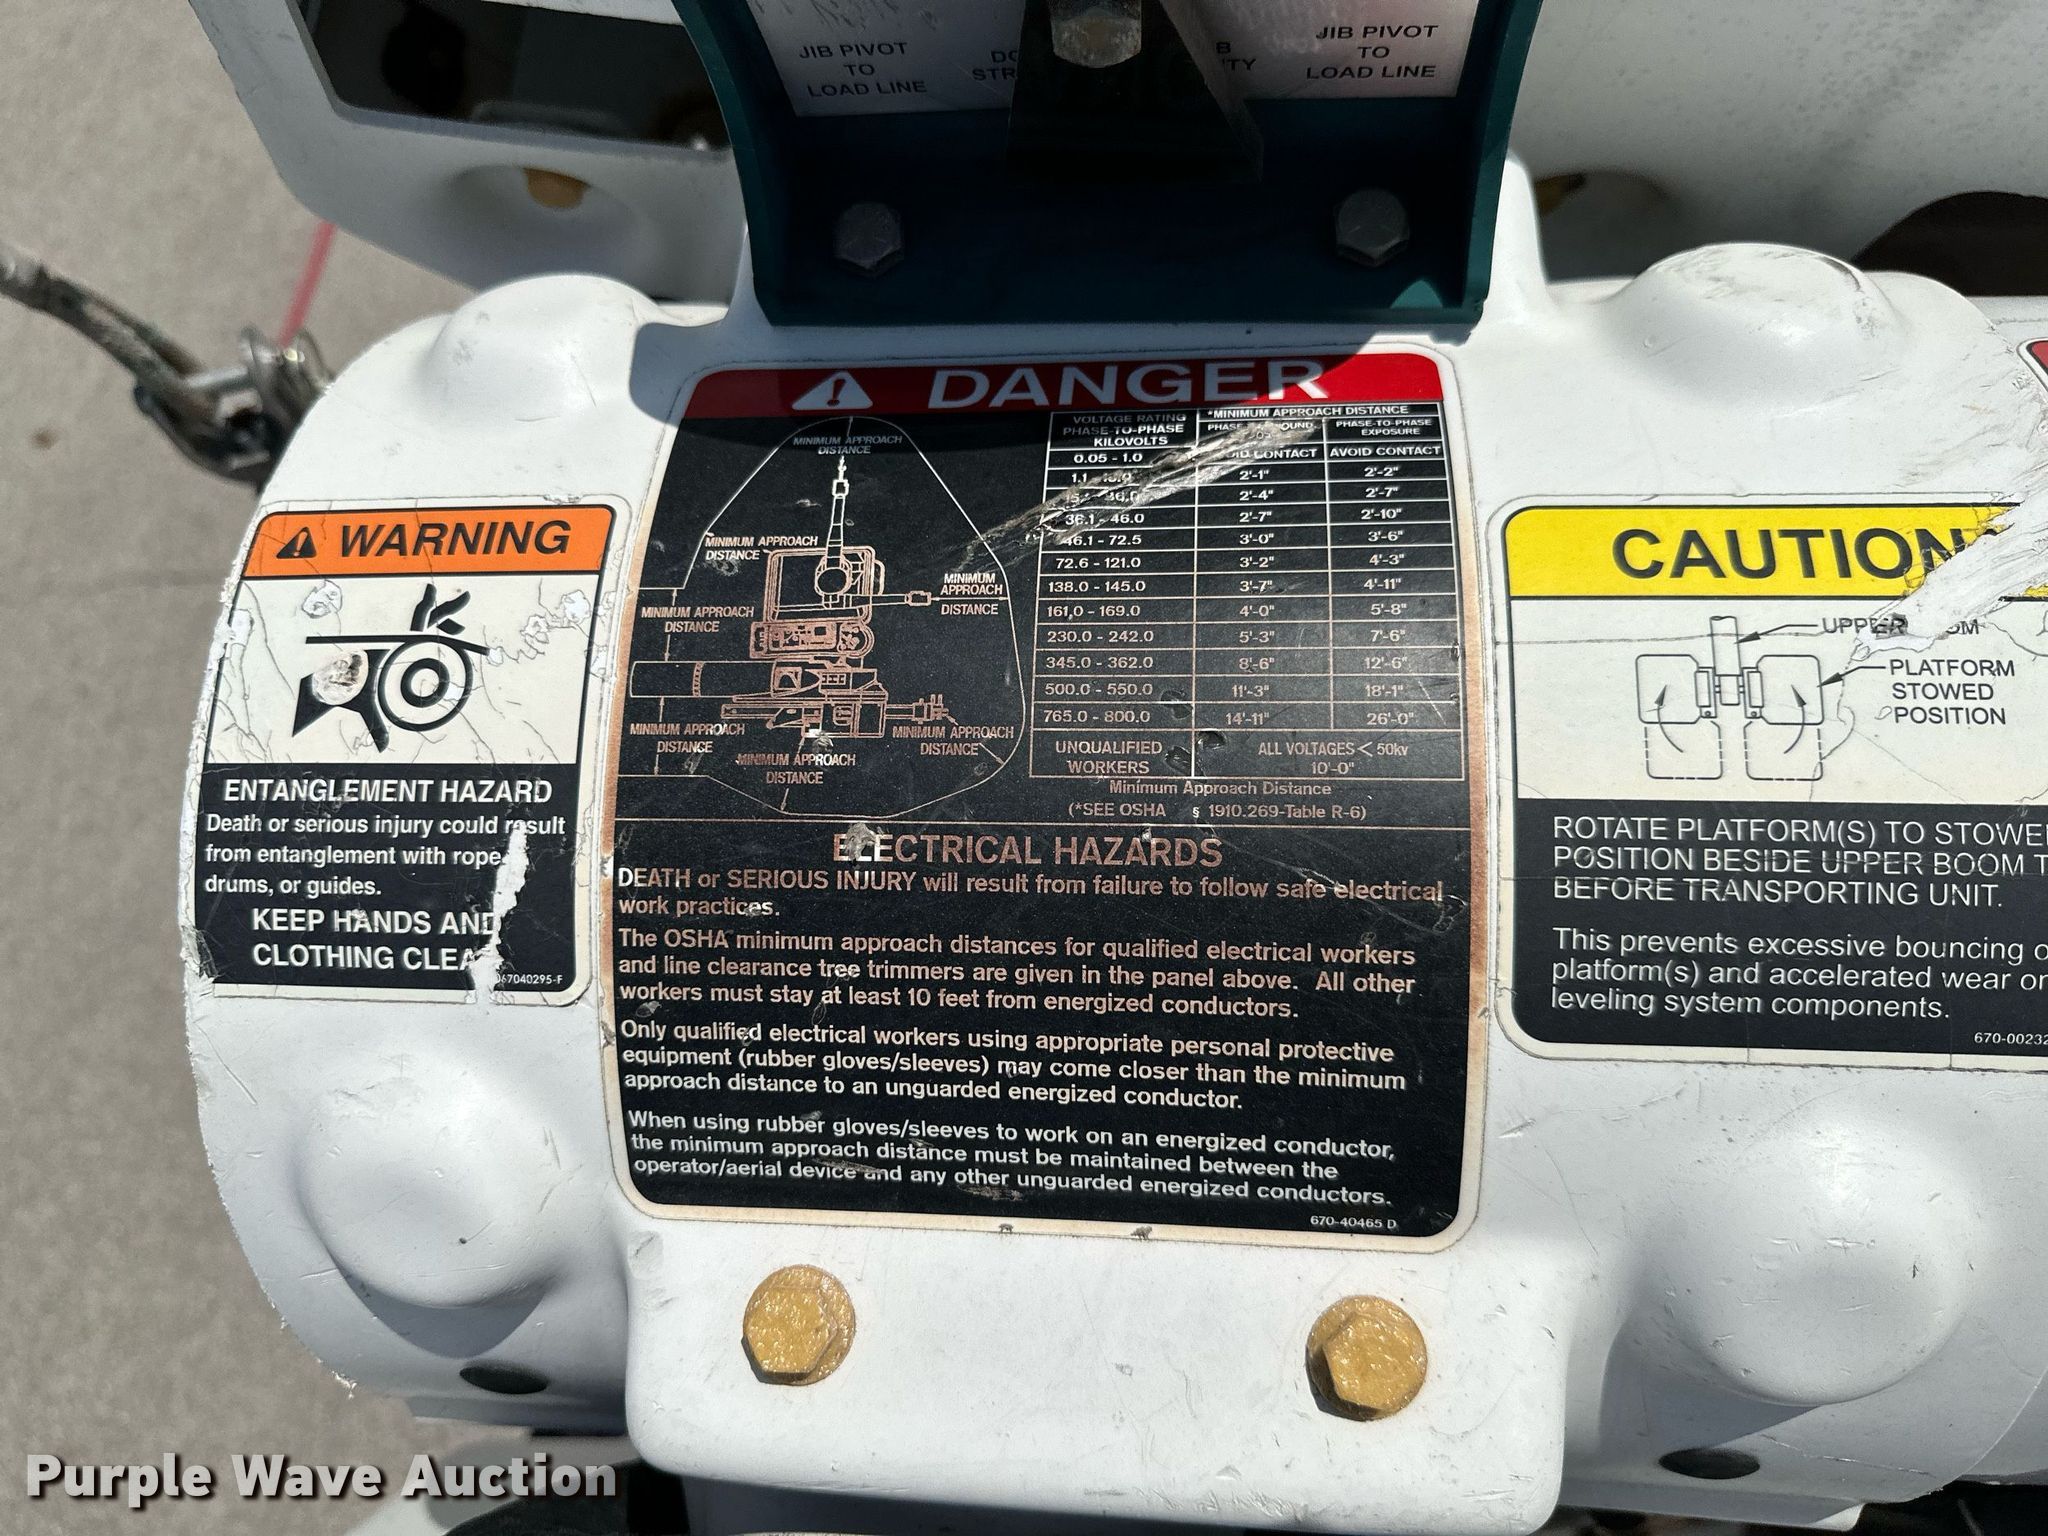 JIB PIVOT
TO
LOAD LINE
JIB PIVOT
TO
LOAD LINE
WARNING
ENTANGLEMENT HAZARD
Death or serious injury could result
from entanglement with rope
drums, or guides.
KEEP HANDS AND
CLOTHING
067040295-F
DANGER
MINIMUM APPROACH
DISTANCE
MINIMUM APPROACH
DISTANCE
MINIMUM
APPROACH
DISTANCE
MINIMUM APPROACH
DISTANCE
MINIMUM APPROACH
DISTANCE
MINIMUM APPROACH
DISTANCE
MINIMUM APPROACH
DISTANCE
VOLTAGE RATING
PHASE-TO-PHASE
KILOVOLTS
*MINIMUM APPROACH DISTANCE
PHASE-TO-PHASE
EXPOSURE
0.05 - 1.0 CONTACT AVOID CONTACT
2'-1" 2'-2"
2'-4" 2'-7"
36.1 - 46.0 2'-7" 2'-10"
46.1 - 72.5 3'-0" 3'-6"
72.6 - 121.0 3'-2" 4'-3"
138.0 - 145.0 3'-7" 4'-11"
161.0 - 169.0 4'-0" 5'-8"
230.0 - 242.0 5'-3" 7'-6"
345.0 - 362.0 8'-6" 12'-6"
500.0 - 550.0 11'-3" 18'-1"
765.0 - 800.0 14'-11" 26'-0"
UNQUALIFIED
WORKERS
ALL VOLTAGES < 50kv
10'-0"
Minimum Approach Distance
(*SEE OSHA § 1910.269-Table R-6)
ELECTRICAL HAZARDS
DEATH or SERIOUS INJURY will result from failure to follow safe electrical
work practices.
The OSHA minimum approach distances for qualified electrical workers
and line clearance tree trimmers are given in the panel above. All other
workers must stay at least 10 feet from energized conductors.
Only qualified electrical workers using appropriate personal protective
equipment (rubber gloves/sleeves) may come closer than the minimum
approach distance to an unguarded energized conductor.
When using rubber gloves/sleeves to work on an energized conductor,
the minimum approach distance must be maintained between the
operator/aerial device and any other unguarded energized conductors.
670-40465 D
CAUTION
UPPER
PLATFORM
STOWED
POSITION
ROTATE PLATFORM(S) TO STOWE
POSITION BESIDE UPPER BOOM
BEFORE TRANSPORTING UNIT.
This prevents excessive bouncing
platform(s) and accelerated wear on
leveling system components.
670-00232
Purple Wave Auction